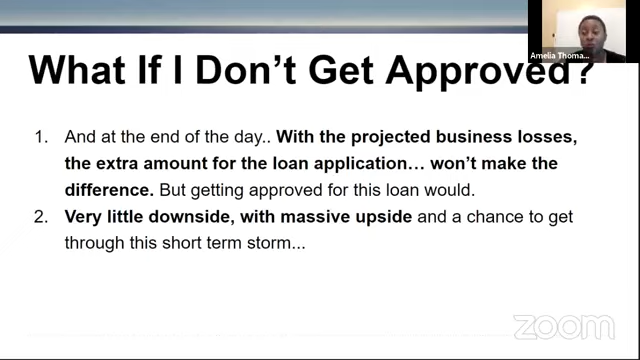 Amelia Thoma...
What If I Don't Get Approved?
1. And at the end of the day.. With the projected business losses,
the extra amount for the loan application… won't make the
difference. But getting approved for this loan would.
2. Very little downside, with massive upside and a chance to get
through this short term storm...
zoom